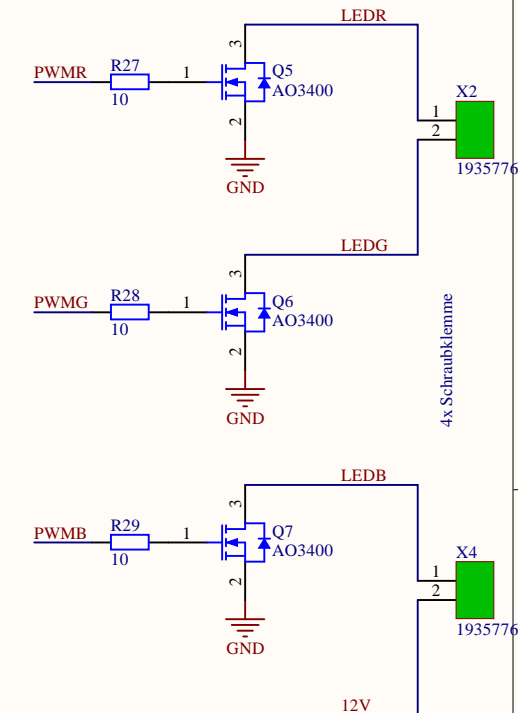 LEDR
3
PWMR
R27
1
Q5
AO3400
10
2
GND
X2
1
2
1935776
LEDG
3
PWMG
R28
1
Q6
AO3400
10
2
GND
4x Schraubklemme
LEDB
3
PWMB
R29
1
Q7
AO3400
10
2
GND
X4
1
2
1935776
12V